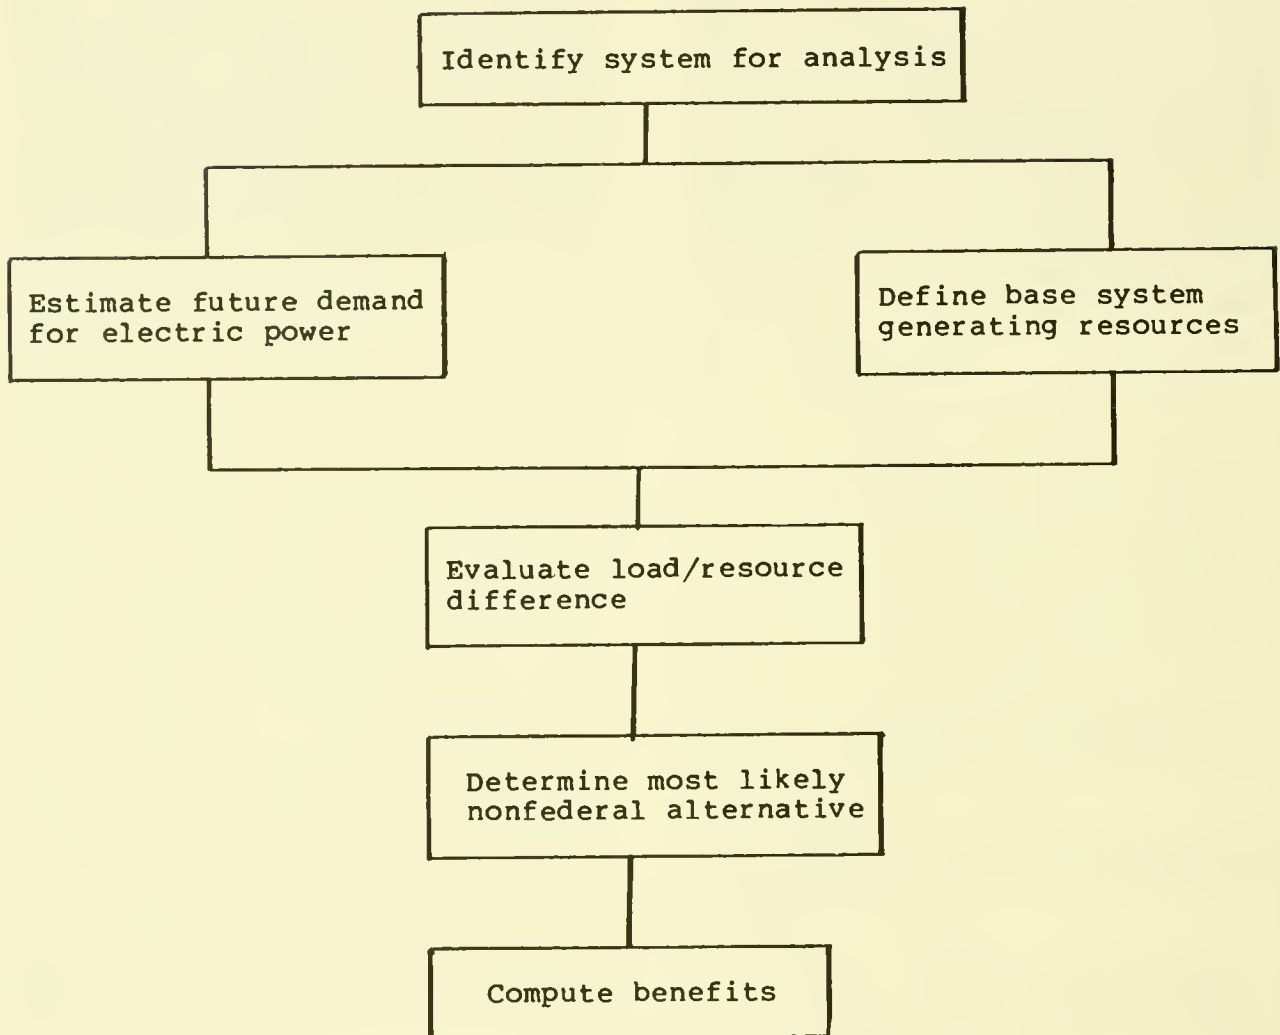 Identify system for analysis
Estimate future demand
for electric power
Define base system
generating resources
Evaluate load/resource
difference
Determine most likely
nonfederal alternative
Compute benefits